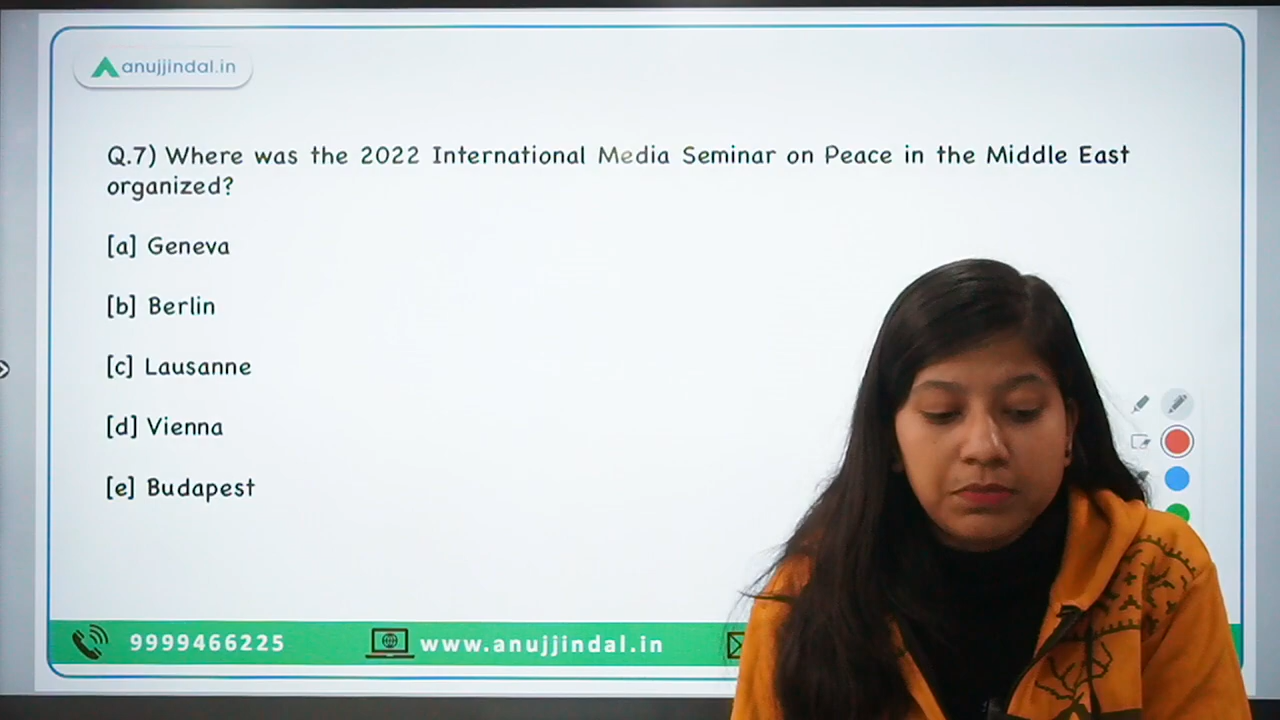 anujjindal.in
Q.7) Where was the 2022 International Media Seminar on Peace in the Middle East
organized?
[a] Geneva
[b] Berlin
[c] Lausanne
[d] Vienna
[e] Budapest
9999466225 www.anujjindal.in